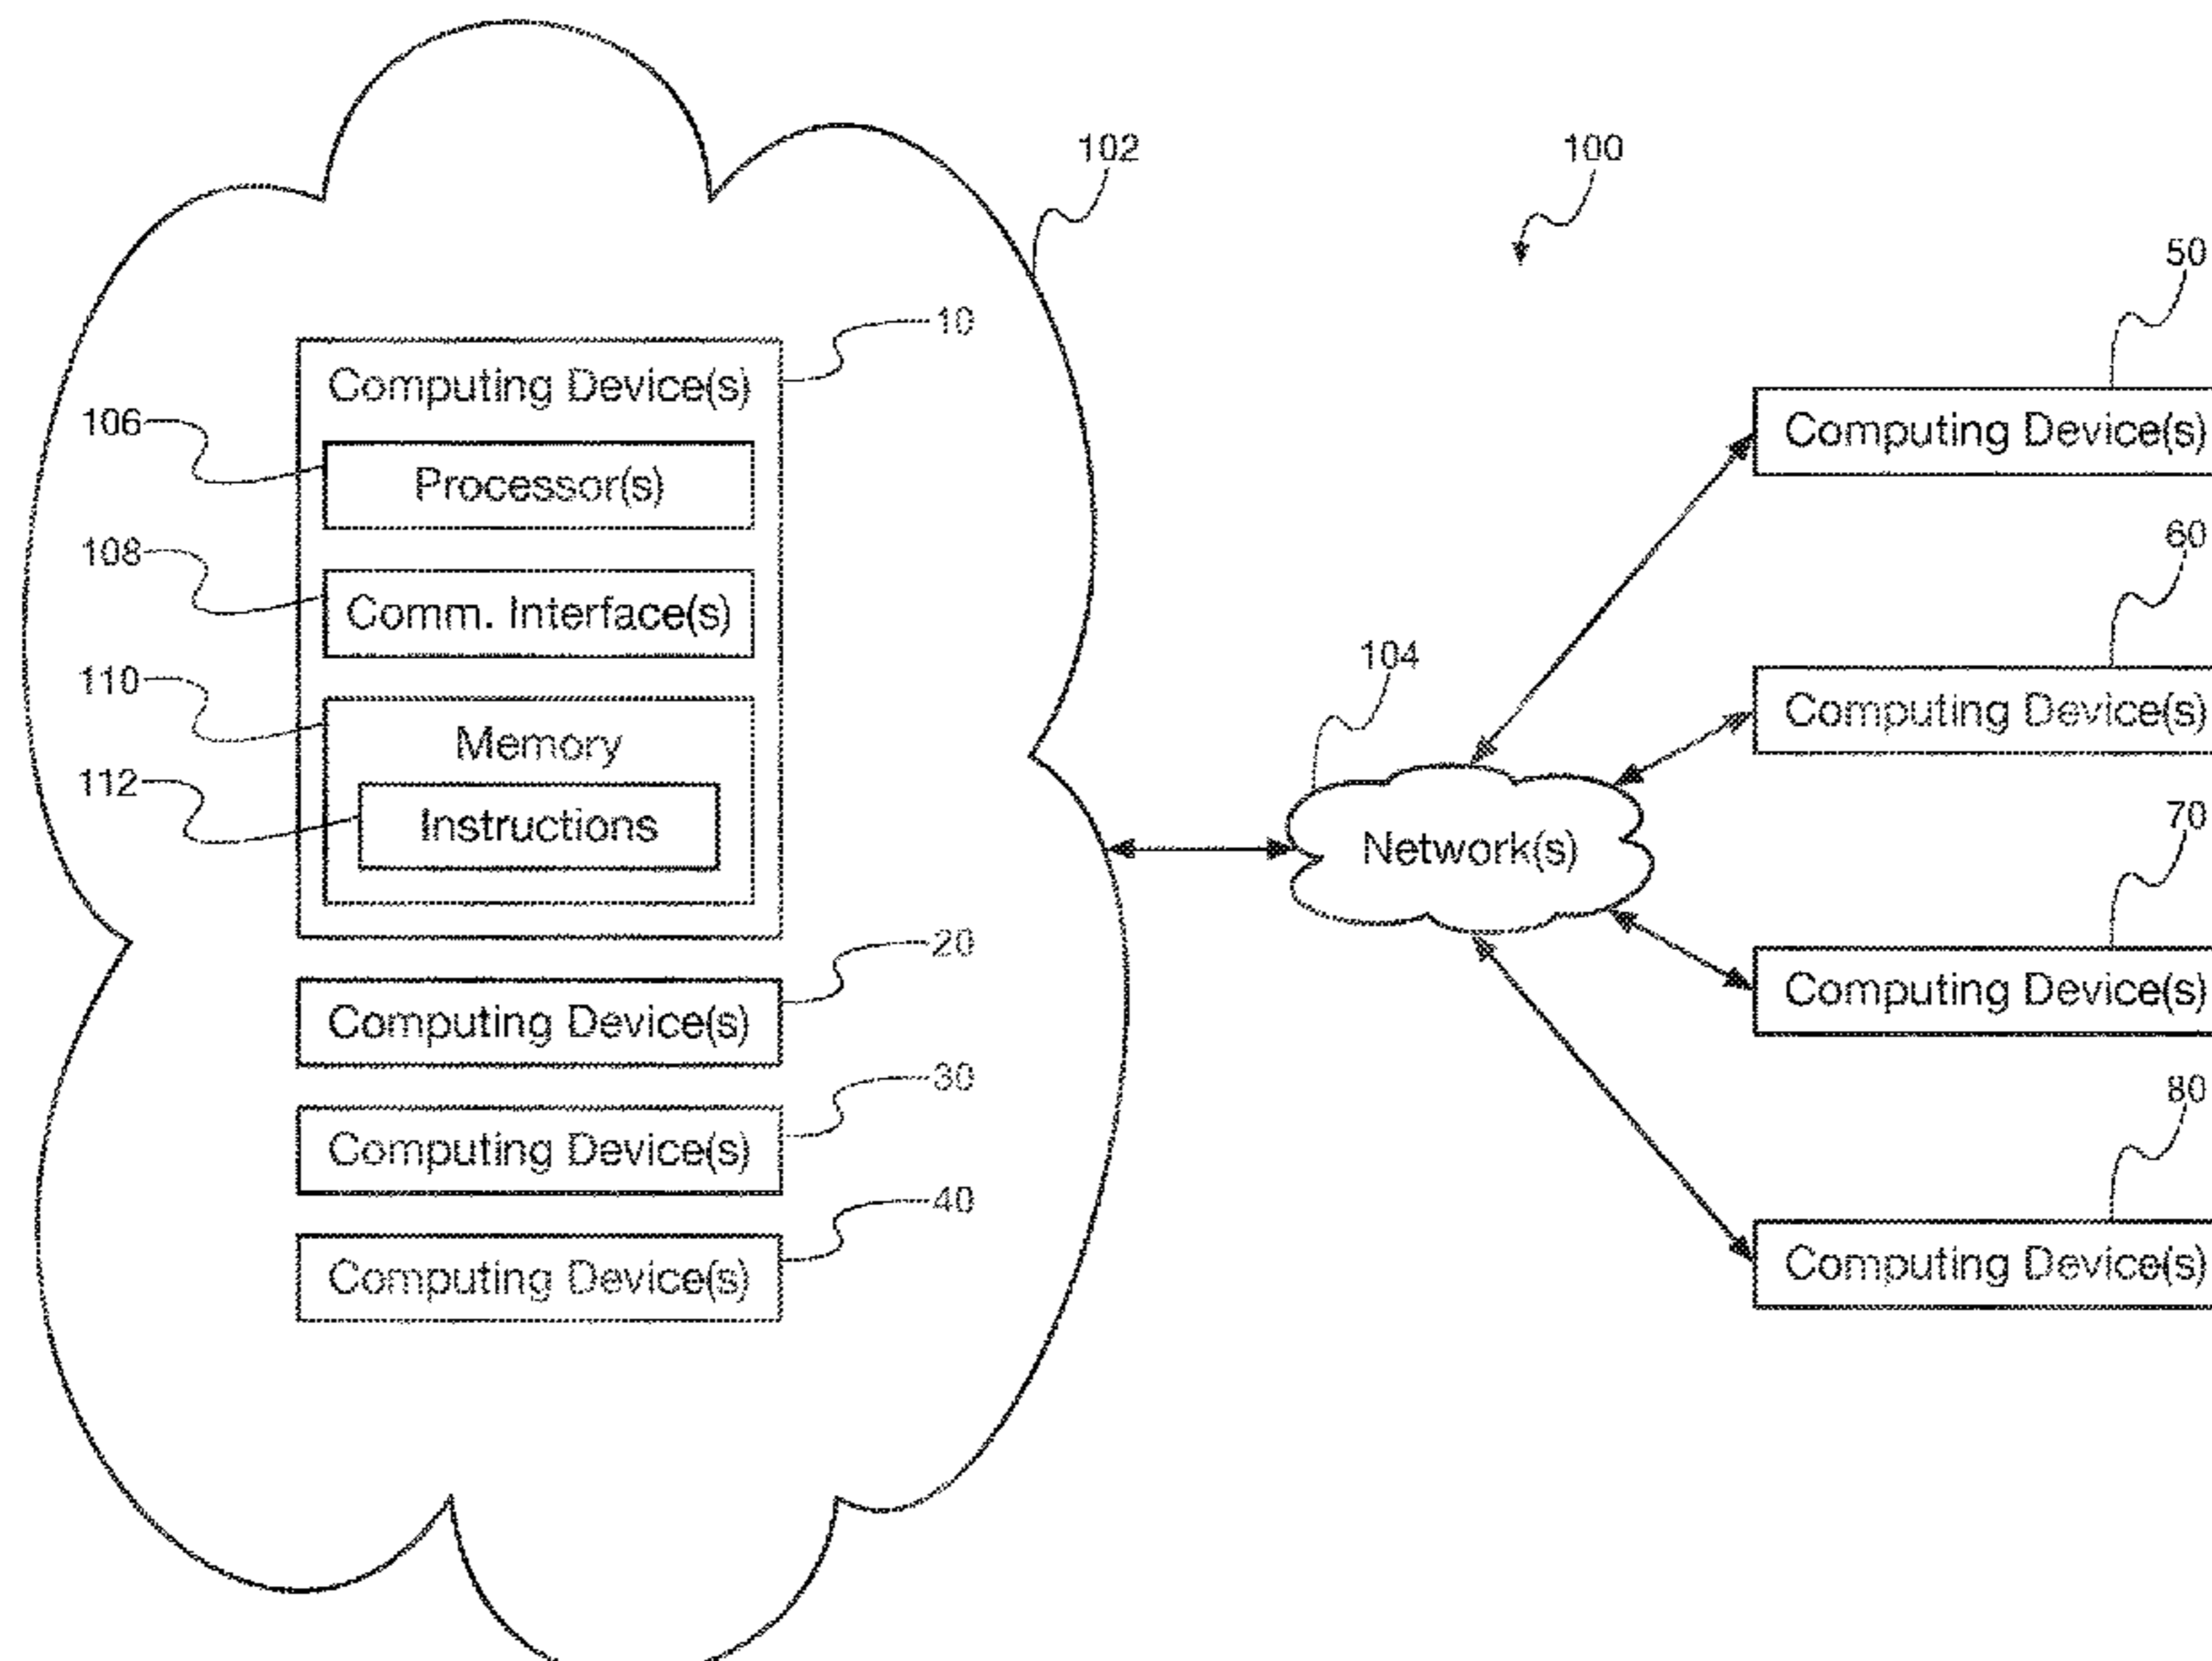 102
100
50
10
Computing Device(s)
106
Processor(s)
Computing Device(s)
108
Comm. Interface(s)
60
110
Memory
104
Computing Device(s)
112
Instructions
Network(s)
70
20
Computing Device(s)
Computing Device(s)
30
80
Computing Device(s)
40
Computing Device(s)
Computing Device(s)